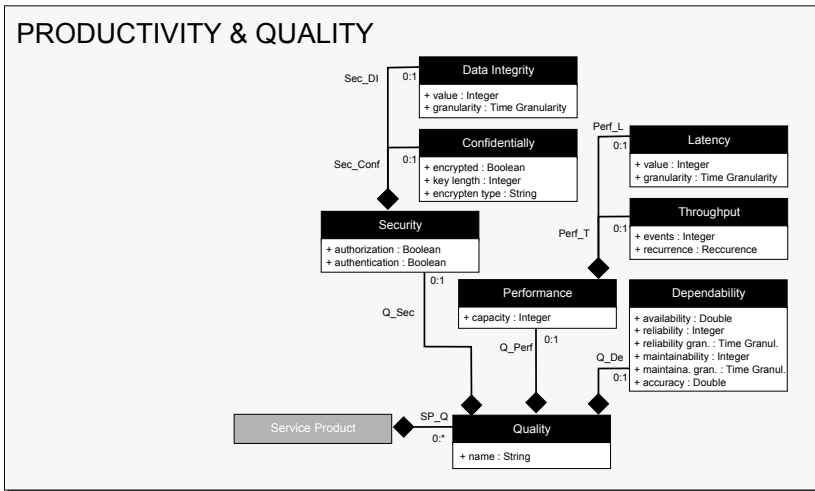 PRODUCTIVITY & QUALITY
Data Integrity
Sec_DI
0:1
+ value : Integer
+ granularity : Time Granularity
Confidentially
Sec_Conf
0:1
+ encrypted : Boolean
+ key length : Integer
+ encrypten type : String
Perf_L
Latency
0:1
+ value : Integer
+ granularity : Time Granularity
Security
+ authorization : Boolean
+ authentication : Boolean
0:1
Throughput
Perf_T
0:1
+ events : Integer
+ recurrence : Reccurence
Performance
+ capacity : Integer
0:1
Dependability
+ availability : Double
+ reliability : Integer
+ reliability gran. : Time Granul.
+ maintainability : Integer
+ maintaina. gran. : Time Granul.
+ accuracy : Double
Q_Sec
Q_Perf
Q_De
0:1
Service Product
SP_Q
0:*
Quality
+ name : String